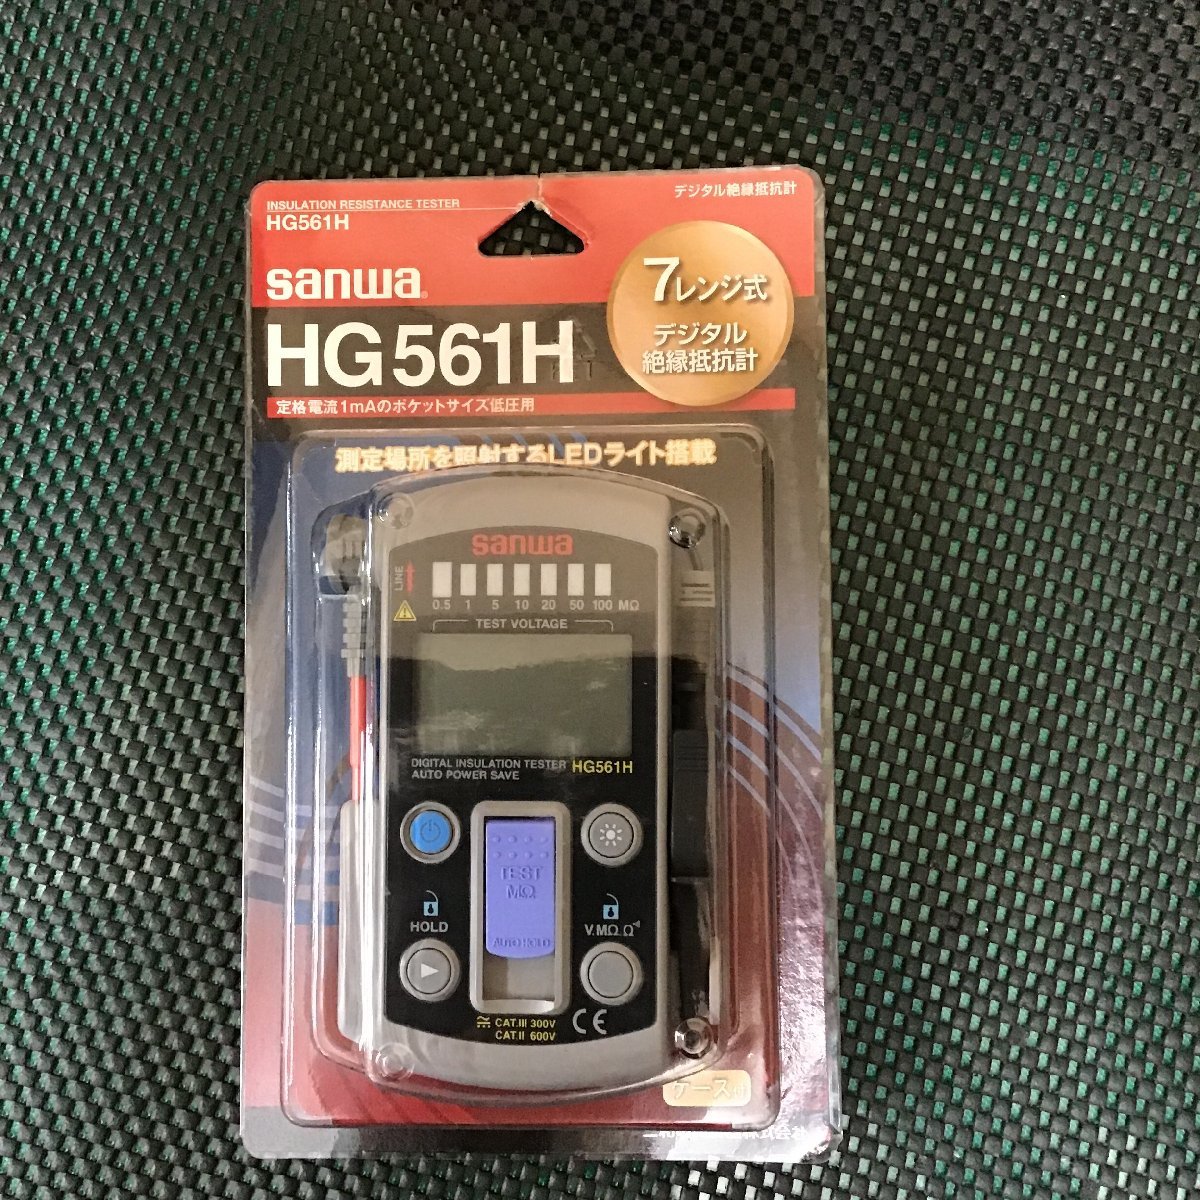 INSULATION RESISTANCE TESTER
HG561H
デジタル絶縁抵抗計
sanwa®
HG561H
7レンジ式
デジタル
絶縁抵抗計
定格電流1mAのポケットサイズ低圧用
測定場所を照射するLEDライト搭載
sanwa
LINE
0.5 1 5 10 20 50 100 MΩ
TEST VOLTAGE
DIGITAL INSULATION TESTER HG561H
AUTO POWER SAVE
TEST
MΩ
AUTO HOLD
HOLD
V.MΩ.Ω
CAT.III 300V
CAT.II 600V
CE
ケース付
株式会社